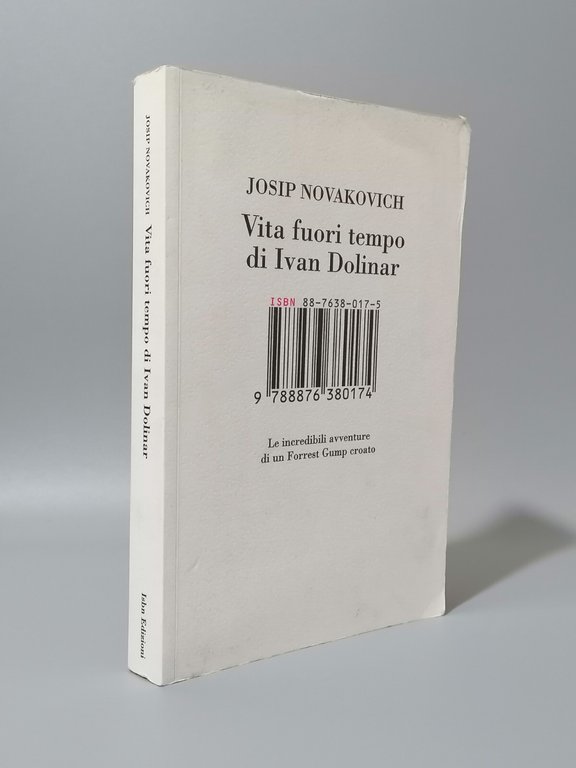 JOSIP NOVAKOVICH
Vita fuori tempo
di Ivan Dolinar
ISBN 88-7638-017-5
9 788876 380174
Le incredibili avventure
di un Forrest Gump croato
JOSIP NOVAKOVICH Vita fuori tempo di Ivan Dolinar
Isbn Edizioni